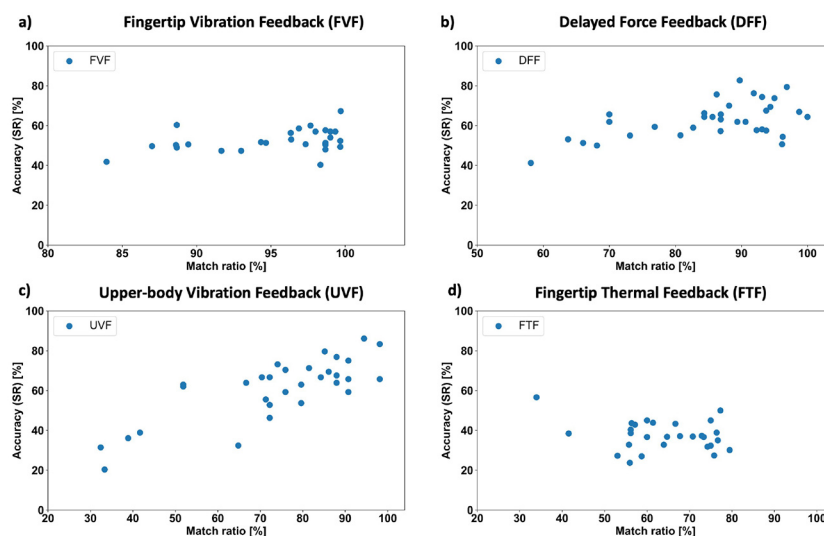 a) Fingertip Vibration Feedback (FVF)
100
80
60
40
20
0
Accuracy (SR) [%]
FVF
80 85 90 95 100
Match ratio [%]
b) Delayed Force Feedback (DFF)
100
80
60
40
20
0
Accuracy (SR) [%]
DFF
50 60 70 80 90 100
Match ratio [%]
c) Upper-body Vibration Feedback (UVF)
100
80
60
40
20
0
Accuracy (SR) [%]
UVF
20 30 40 50 60 70 80 90 100
Match ratio [%]
d) Fingertip Thermal Feedback (FTF)
100
80
60
40
20
0
Accuracy (SR) [%]
FTF
20 30 40 50 60 70 80 90 100
Match ratio [%]